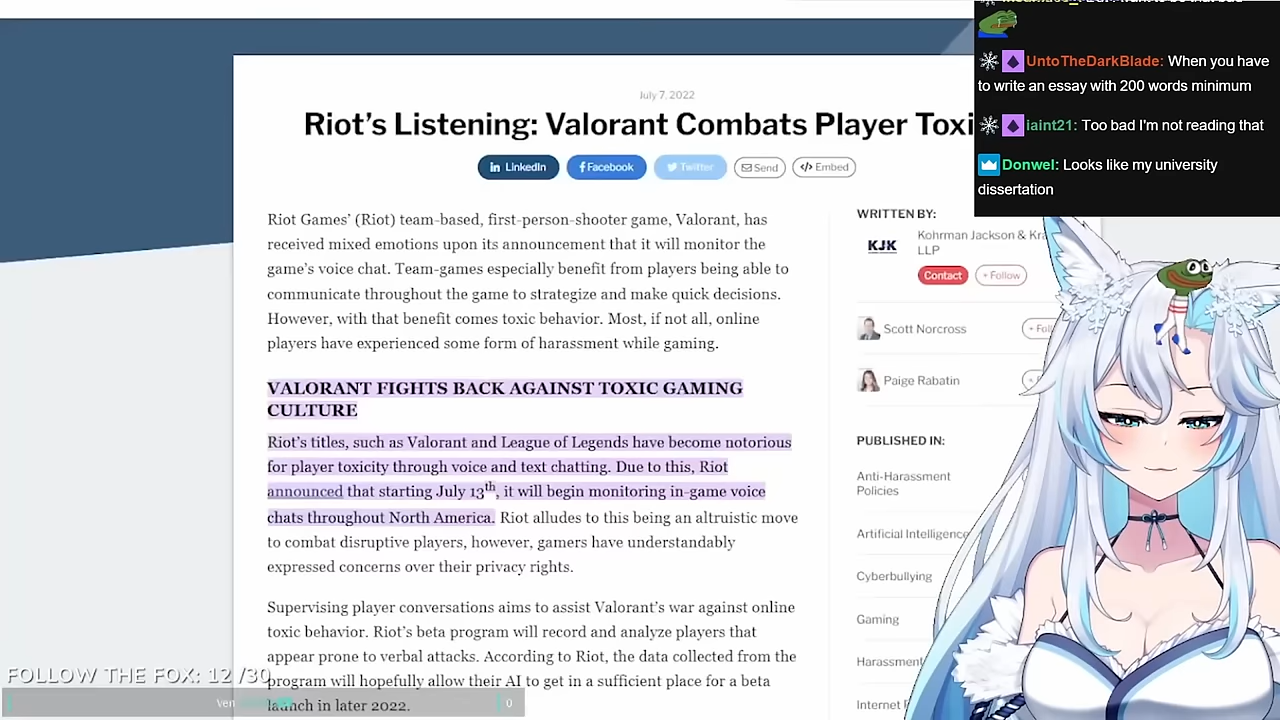 July 7, 2022
Riot's Listening: Valorant Combats Player Toxi
LinkedIn
Facebook
Twitter
Send
Embed
Riot Games' (Riot) team-based, first-person-shooter game, Valorant, has
received mixed emotions upon its announcement that it will monitor the
game's voice chat. Team-games especially benefit from players being able to
communicate throughout the game to strategize and make quick decisions.
However, with that benefit comes toxic behavior. Most, if not all, online
players have experienced some form of harassment while gaming.
VALORANT FIGHTS BACK AGAINST TOXIC GAMING
CULTURE
Riot's titles, such as Valorant and League of Legends have become notorious
for player toxicity through voice and text chatting. Due to this, Riot
announced that starting July 13th, it will begin monitoring in-game voice
chats throughout North America. Riot alludes to this being an altruistic move
to combat disruptive players, however, gamers have understandably
expressed concerns over their privacy rights.
Supervising player conversations aims to assist Valorant's war against online
toxic behavior. Riot's beta program will record and analyze players that
appear prone to verbal attacks. According to Riot, the data collected from the
program will hopefully allow their AI to get in a sufficient place for a beta
launch in later 2022.
WRITTEN BY:
KJK
Kohrman Jackson & Kra
LLP
Contact
+ Follow
Scott Norcross
+ Foll
Paige Rabatin
PUBLISHED IN:
Anti-Harassment
Policies
Artificial Intelligence
Cyberbullying
Gaming
Harassment
Internet
UntoTheDarkBlade: When you have
to write an essay with 200 words minimum
iaint21: Too bad I'm not reading that
Donwel: Looks like my university
dissertation
FOLLOW THE FOX: 12 /30
Ven
0